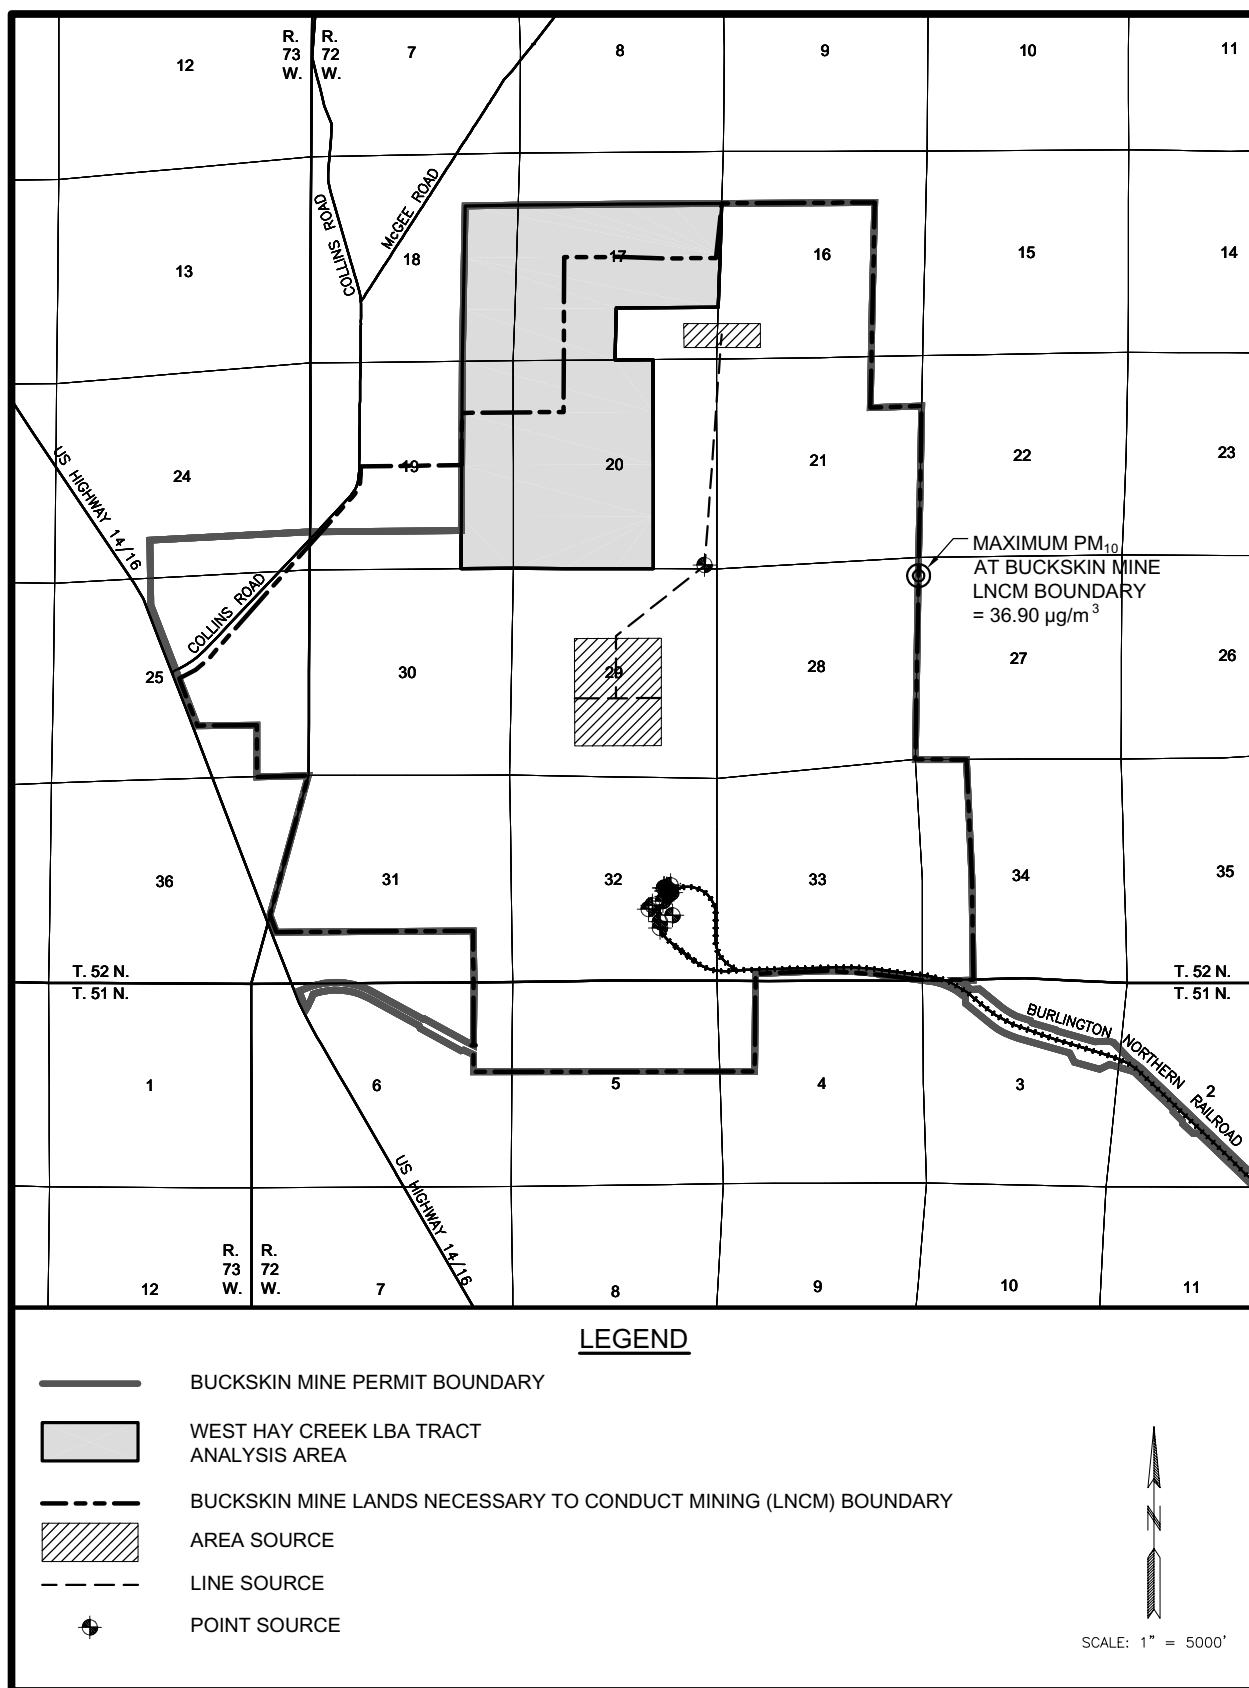 R. R.
73 72
W. W.
12
7
8
9
10
11
COLLINS ROAD
McGEE ROAD
13
18
17
16
15
14
US HIGHWAY 14/16
24
19
20
21
22
23
COLLINS ROAD
MAXIMUM PM10
AT BUCKSKIN MINE
LNCM BOUNDARY
= 36.90 µg/m3
25
30
29
28
27
26
36
31
32
33
34
35
T. 52 N.
T. 51 N.
T. 52 N.
T. 51 N.
BURLINGTON NORTHERN RAILROAD
1
6
5
4
3
2
US HIGHWAY 14/16
R. R.
73 72
W. W.
12
7
8
9
10
11
LEGEND
BUCKSKIN MINE PERMIT BOUNDARY
WEST HAY CREEK LBA TRACT
ANALYSIS AREA
BUCKSKIN MINE LANDS NECESSARY TO CONDUCT MINING (LNCM) BOUNDARY
AREA SOURCE
LINE SOURCE
POINT SOURCE
N
SCALE: 1" = 5000'